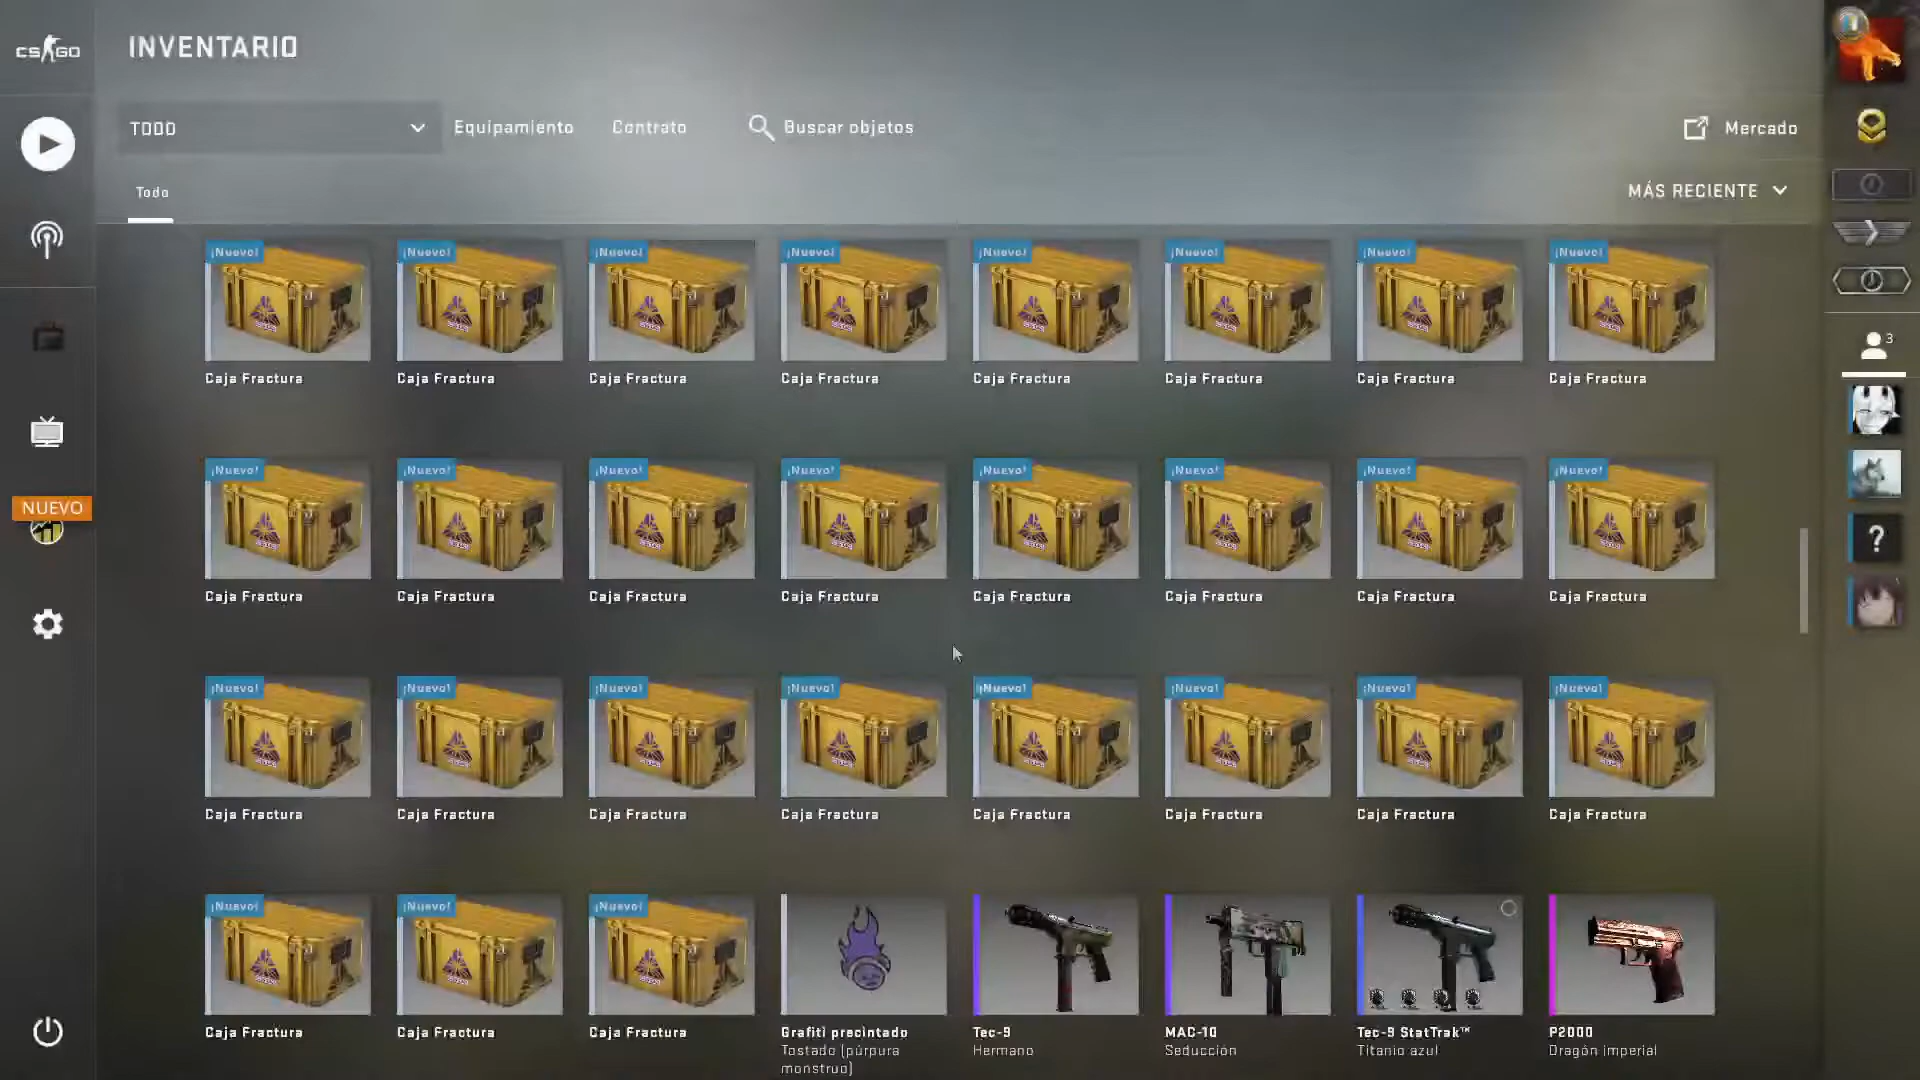 CS GO
INVENTARIO
TODO
Equipamiento
Contrato
Buscar objetos
Mercado
Todo
MÁS RECIENTE
3
NUEVO
?
¡Nuevo! ¡Nuevo! ¡Nuevo! ¡Nuevo! ¡Nuevo! ¡Nuevo! ¡Nuevo! ¡Nuevo!
Caja Fractura Caja Fractura Caja Fractura Caja Fractura Caja Fractura Caja Fractura Caja Fractura Caja Fractura
¡Nuevo! ¡Nuevo! ¡Nuevo! ¡Nuevo! ¡Nuevo! ¡Nuevo! ¡Nuevo! ¡Nuevo!
Caja Fractura Caja Fractura Caja Fractura Caja Fractura Caja Fractura Caja Fractura Caja Fractura Caja Fractura
¡Nuevo! ¡Nuevo! ¡Nuevo! ¡Nuevo! ¡Nuevo! ¡Nuevo! ¡Nuevo! ¡Nuevo!
Caja Fractura Caja Fractura Caja Fractura Caja Fractura Caja Fractura Caja Fractura Caja Fractura Caja Fractura
¡Nuevo! ¡Nuevo! ¡Nuevo!
Caja Fractura Caja Fractura Caja Fractura
Grafiti precintado
Tostado (púrpura
monstruo)
Tec-9
Hermano
MAC-10
Seducción
Tec-9 StatTrak™
Titanio azul
P2000
Dragón imperial